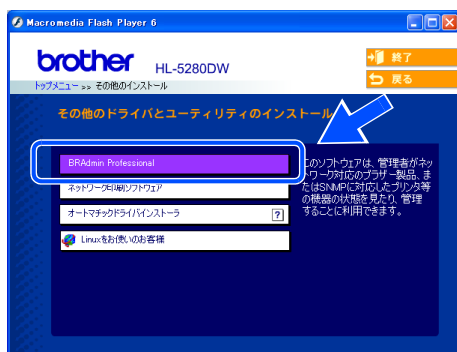 Macromedia Flash Player 6
brother HL-5280DW
終了
トップメニュー >> その他のインストール
戻る
その他のドライバとユーティリティのインストール
BRAdmin Professional
ネットワーク印刷ソフトウェア
オートマチックドライバインストーラ ?
Linuxをお使いのお客様
このソフトウェアは、管理者がネッ
トワーク対応のブラザー製品、ま
たはSNMPに対応したプリンタ等
の機器の状態を見たり、管理
することに利用できます。